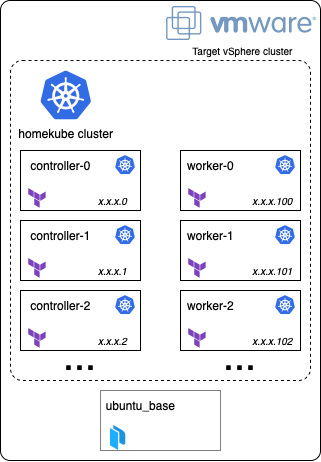 vmware®
Target vSphere cluster
homekube cluster
controller-0
x.x.x.0
worker-0
x.x.x.100
controller-1
x.x.x.1
worker-1
x.x.x.101
controller-2
x.x.x.2
worker-2
x.x.x.102
...
...
ubuntu_base